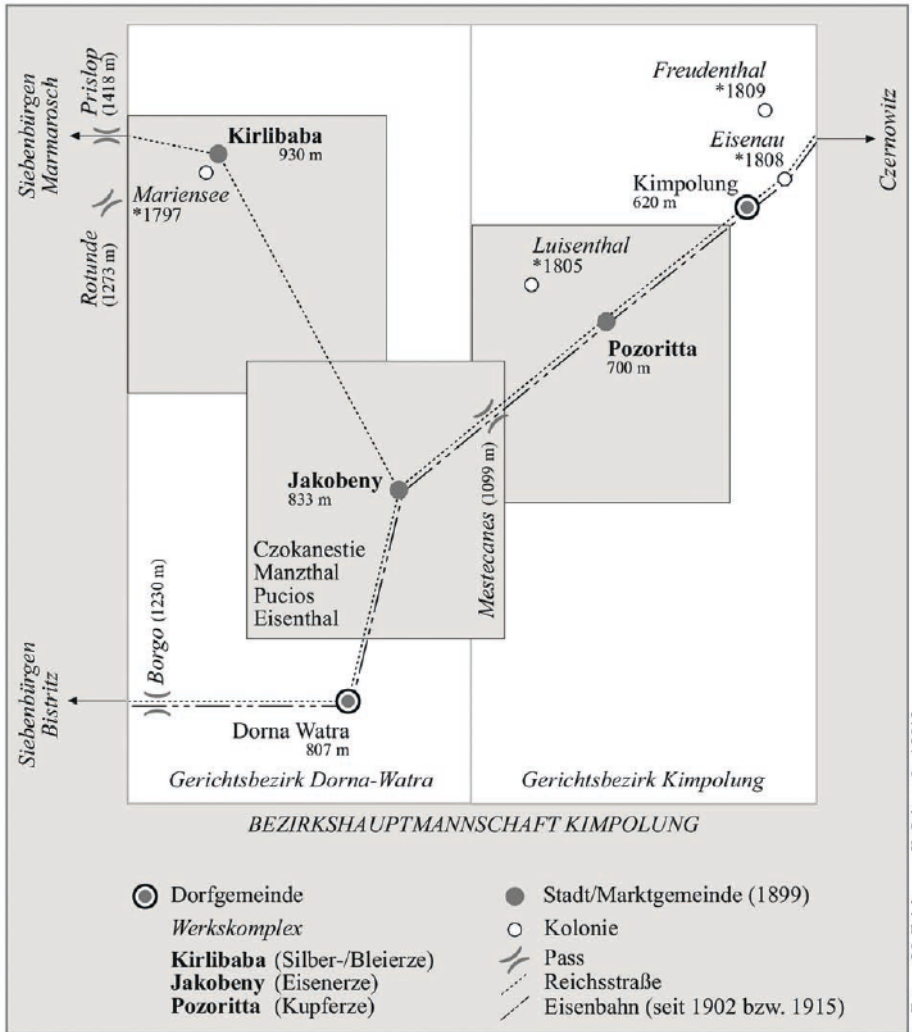 Siebenbürgen
Marmarosch
Prislop
(1418 m)
Kirlibaba
930 m
Mariensee
*1797
Rotunde
(1273 m)
Freudenthal
*1809
Eisenau
*1808
Kimpolung
620 m
Czernowitz
Luisenthal
*1805
Pozoritta
700 m
Jakobeny
833 m
Mestecanes (1099 m)
Czokanestie
Manzthal
Pucios
Eisenthal
Siebenbürgen
Bistritz
Borgo (1230 m)
Dorna Watra
807 m
Gerichtsbezirk Dorna-Watra
Gerichtsbezirk Kimpolung
BEZIRKSHAUPTMANNSCHAFT KIMPOLUNG
Dorfgemeinde
Werkskomplex
Kirlibaba (Silber-/Bleierze)
Jakobeny (Eisenerze)
Pozoritta (Kupferze)
Stadt/Marktgemeinde (1899)
Kolonie
Pass
Reichsstraße
Eisenbahn (seit 1902 bzw. 1915)